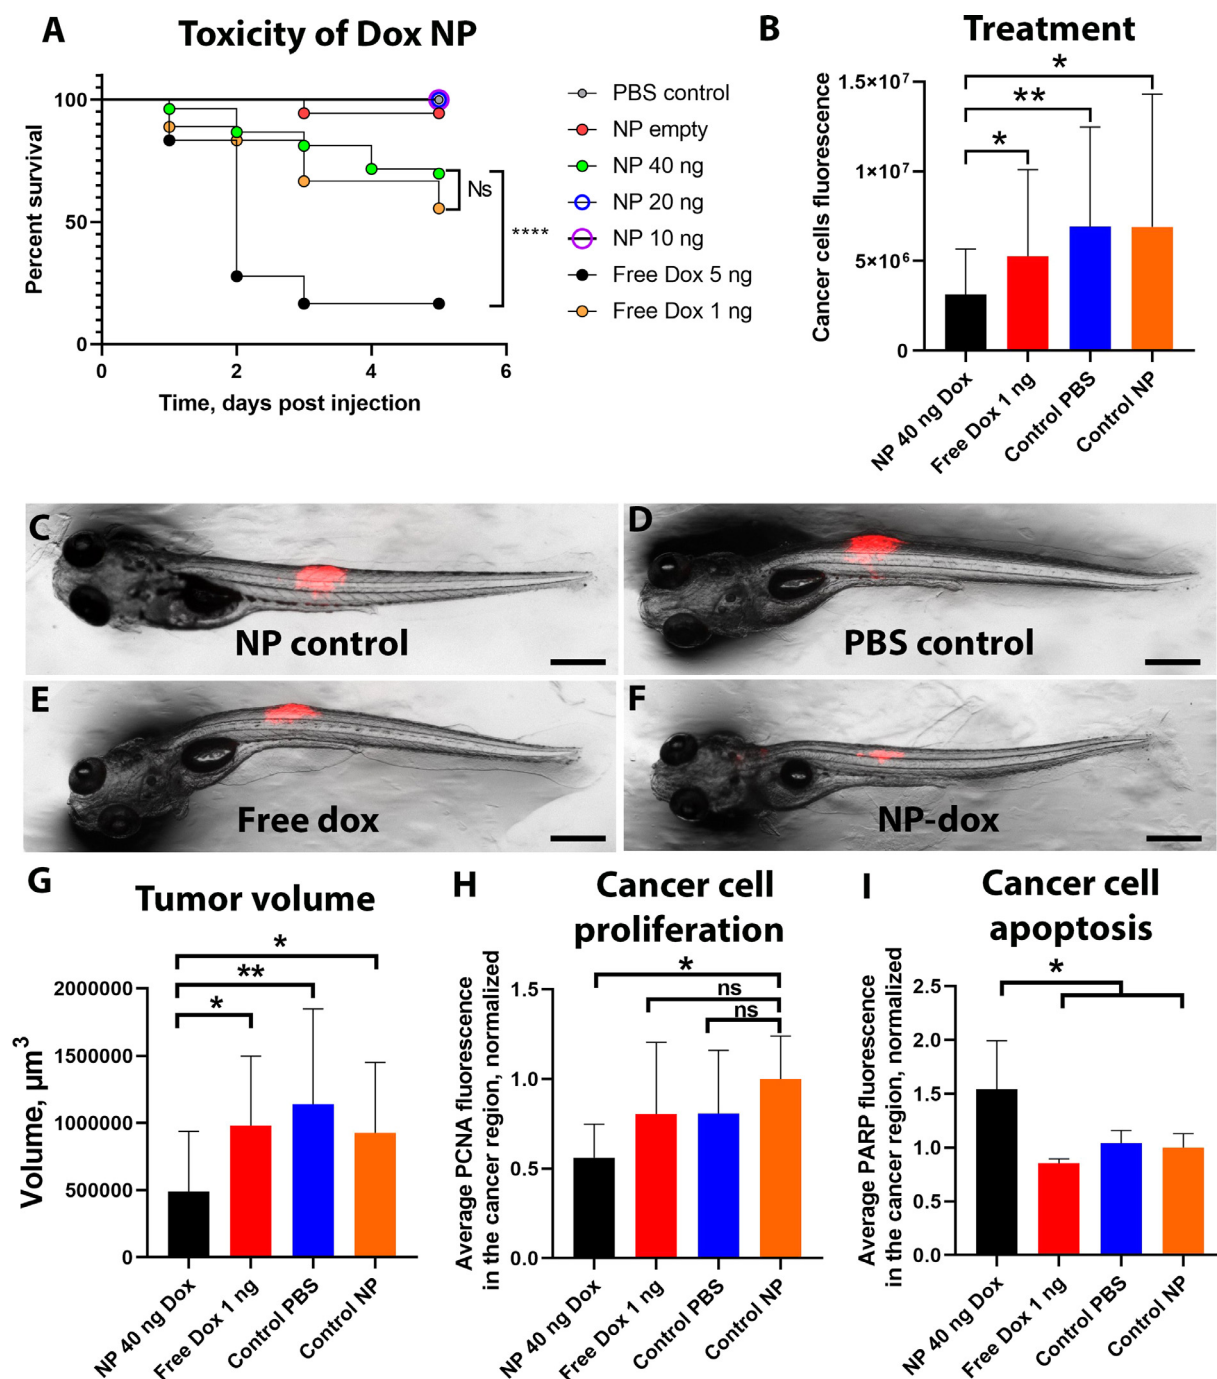 A
Toxicity of Dox NP
Percent survival
100
50
0
0
2
4
6
Time, days post injection
Ns
****
PBS control
NP empty
NP 40 ng
NP 20 ng
NP 10 ng
Free Dox 5 ng
Free Dox 1 ng
B
Treatment
Cancer cells fluorescence
1.5×10⁷
1×10⁷
5×10⁶
0
*
**
*
NP 40 ng Dox
Free Dox 1 ng
Control PBS
Control NP
C
NP control
D
PBS control
E
Free dox
F
NP-dox
G
Tumor volume
Volume, µm³
2000000
1500000
1000000
500000
0
*
**
*
NP 40 ng Dox
Free Dox 1 ng
Control PBS
Control NP
H
Cancer cell
proliferation
Average PCNA fluorescence
in the cancer region, normalized
1.5
1.0
0.5
0.0
*
ns
ns
NP 40 ng Dox
Free Dox 1 ng
Control PBS
Control NP
I
Cancer cell
apoptosis
Average PARP fluorescence
in the cancer region, normalized
2.5
2.0
1.5
1.0
0.5
0.0
*
NP 40 ng Dox
Free Dox 1 ng
Control PBS
Control NP